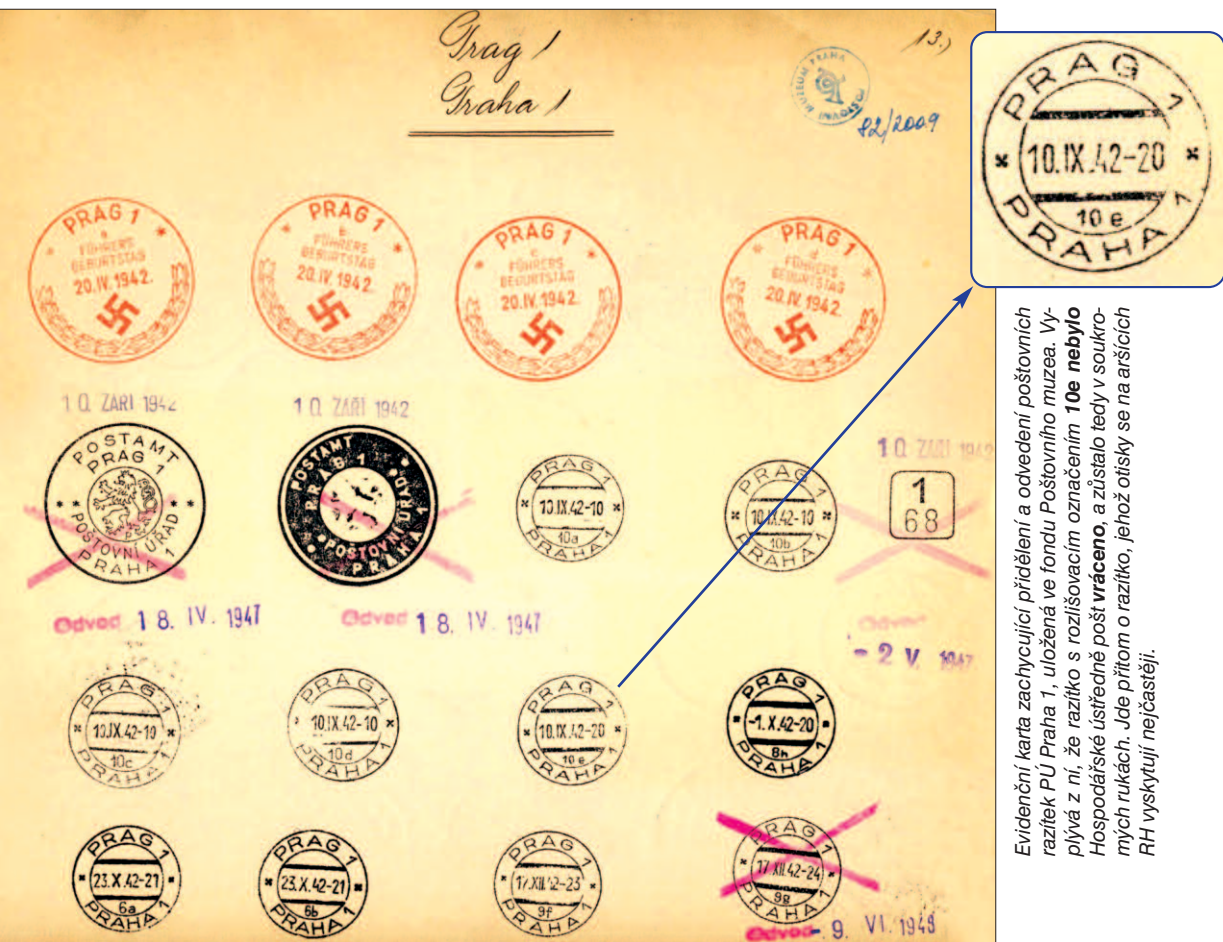 Prag 1
Praha 1
13.)
POŠTOVNÍ MUZEUM PRAHA
82/2009
PRAG 1
10.IX.42-20
10 e
PRAHA 1
PRAG 1
a
FÜHRERS
GEBURTSTAG
20.IV.1942.
PRAG 1
b
FÜHRERS
GEBURTSTAG
20.IV.1942.
PRAG 1
c
FÜHRERS
GEBURTSTAG
20.IV.1942.
PRAG 1
d
FÜHRERS
GEBURTSTAG
20.IV.1942.
10. ZÁŘÍ 1942
10. ZÁŘÍ 1942
10. ZÁŘÍ 1942
POSTAMT
PRAG 1
POŠTOVNÍ ÚŘAD
PRAHA 1
POSTAMT
PRAG 1
POŠTOVNÍ ÚŘAD
PRAHA 1
PRAG 1
10.IX.42-10
10a
PRAHA 1
PRAG 1
10.IX.42-10
10b
PRAHA 1
1
68
Odvod 18. IV. 1947
Odvod 18. IV. 1947
Odvod
- 2 V. 1947
PRAG 1
10.IX.42-10
10c
PRAHA 1
PRAG 1
10.IX.42-10
10d
PRAHA 1
PRAG 1
10.IX.42-20
10 e
PRAHA 1
PRAG 1
-1.X.42-20
8h
PRAHA 1
PRAG 1
23.X.42-21
6a
PRAHA 1
PRAG 1
23.X.42-21
6b
PRAHA 1
PRAG 1
17.XII.42-23
9f
PRAHA 1
PRAG 1
17.XII.42-24
9g
PRAHA 1
Odvod -9. VI. 1948
Evidenční karta zachycující přidělení a odvedení poštovních
razítek PÚ Praha 1, uložená ve fondu Poštovního muzea. Vy-
plývá z ní, že razítko s rozlišovacím označením 10e nebylo
Hospodářské ústředně pošt vráceno, a zůstalo tedy v soukro-
mých rukách. Jde přitom o razítko, jehož otisky se na aršících
RH vyskytují nejčastěji.